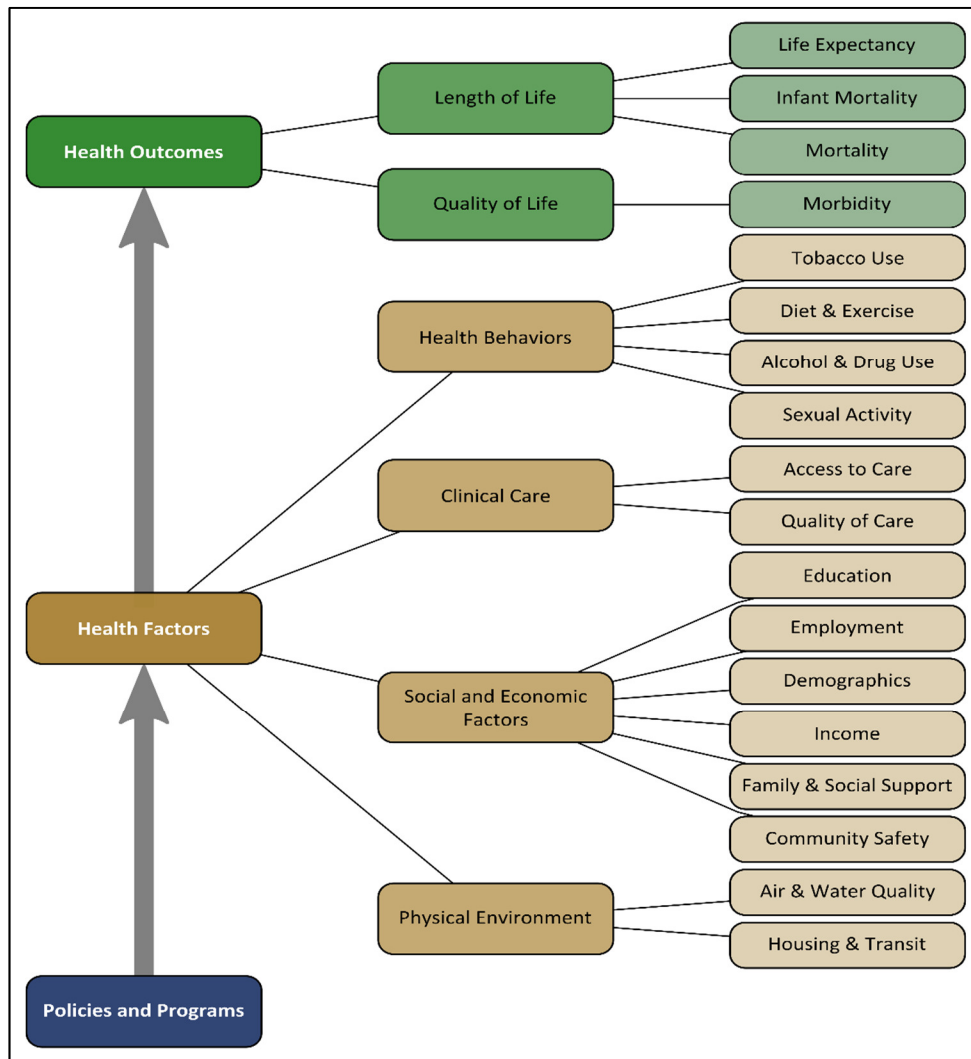 Health Outcomes
Length of Life
Life Expectancy
Infant Mortality
Mortality
Quality of Life
Morbidity
Health Factors
Health Behaviors
Tobacco Use
Diet & Exercise
Alcohol & Drug Use
Sexual Activity
Clinical Care
Access to Care
Quality of Care
Social and Economic
Factors
Education
Employment
Demographics
Income
Family & Social Support
Community Safety
Physical Environment
Air & Water Quality
Housing & Transit
Policies and Programs